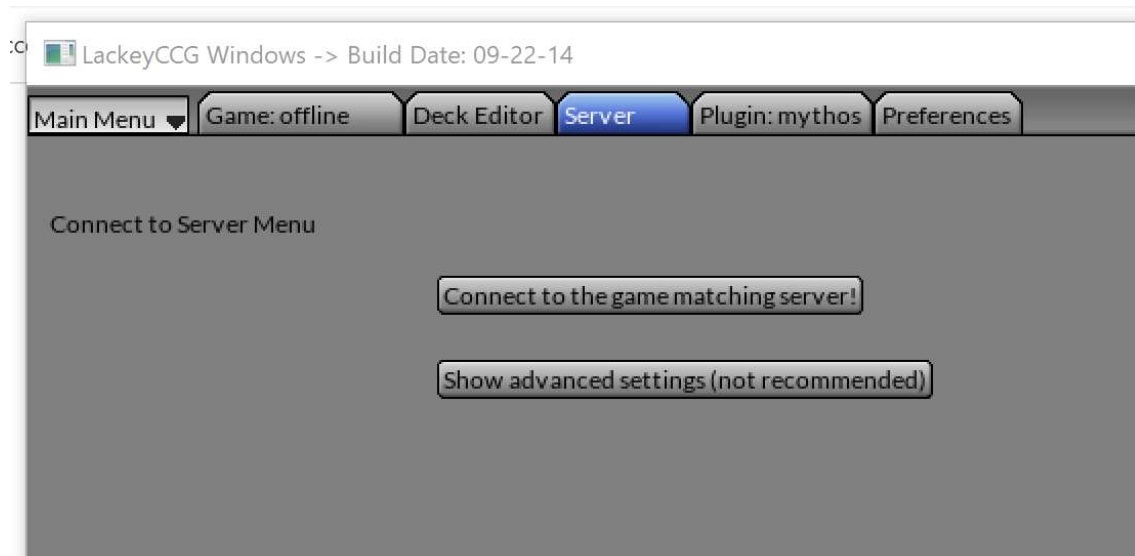 LackeyCCG Windows -> Build Date: 09-22-14
Main Menu Game: offline Deck Editor Server Plugin: mythos Preferences
Connect to Server Menu
Connect to the game matching server!
Show advanced settings (not recommended)